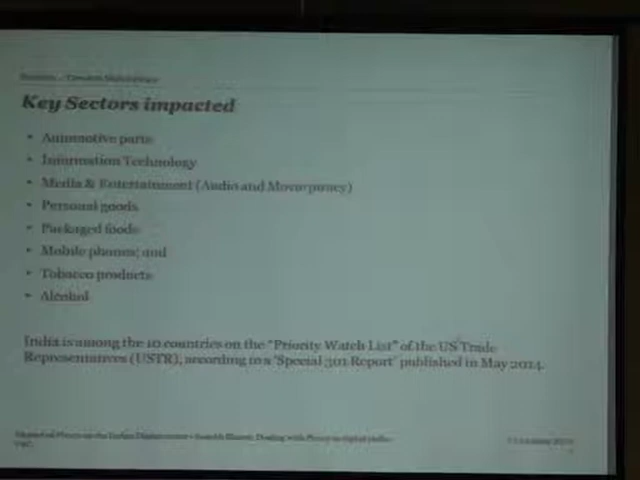 Key Sectors impacted
• Automotive parts
• Information Technology
• Media & Entertainment (Audio and Movie piracy)
• Personal goods
• Packaged foods
• Mobile phones; and
• Tobacco products
• Alcohol
India is among the 10 countries on the "Priority Watch List" of the US Trade
Representatives (USTR), according to a 'Special 301 Report' published in May 2014.